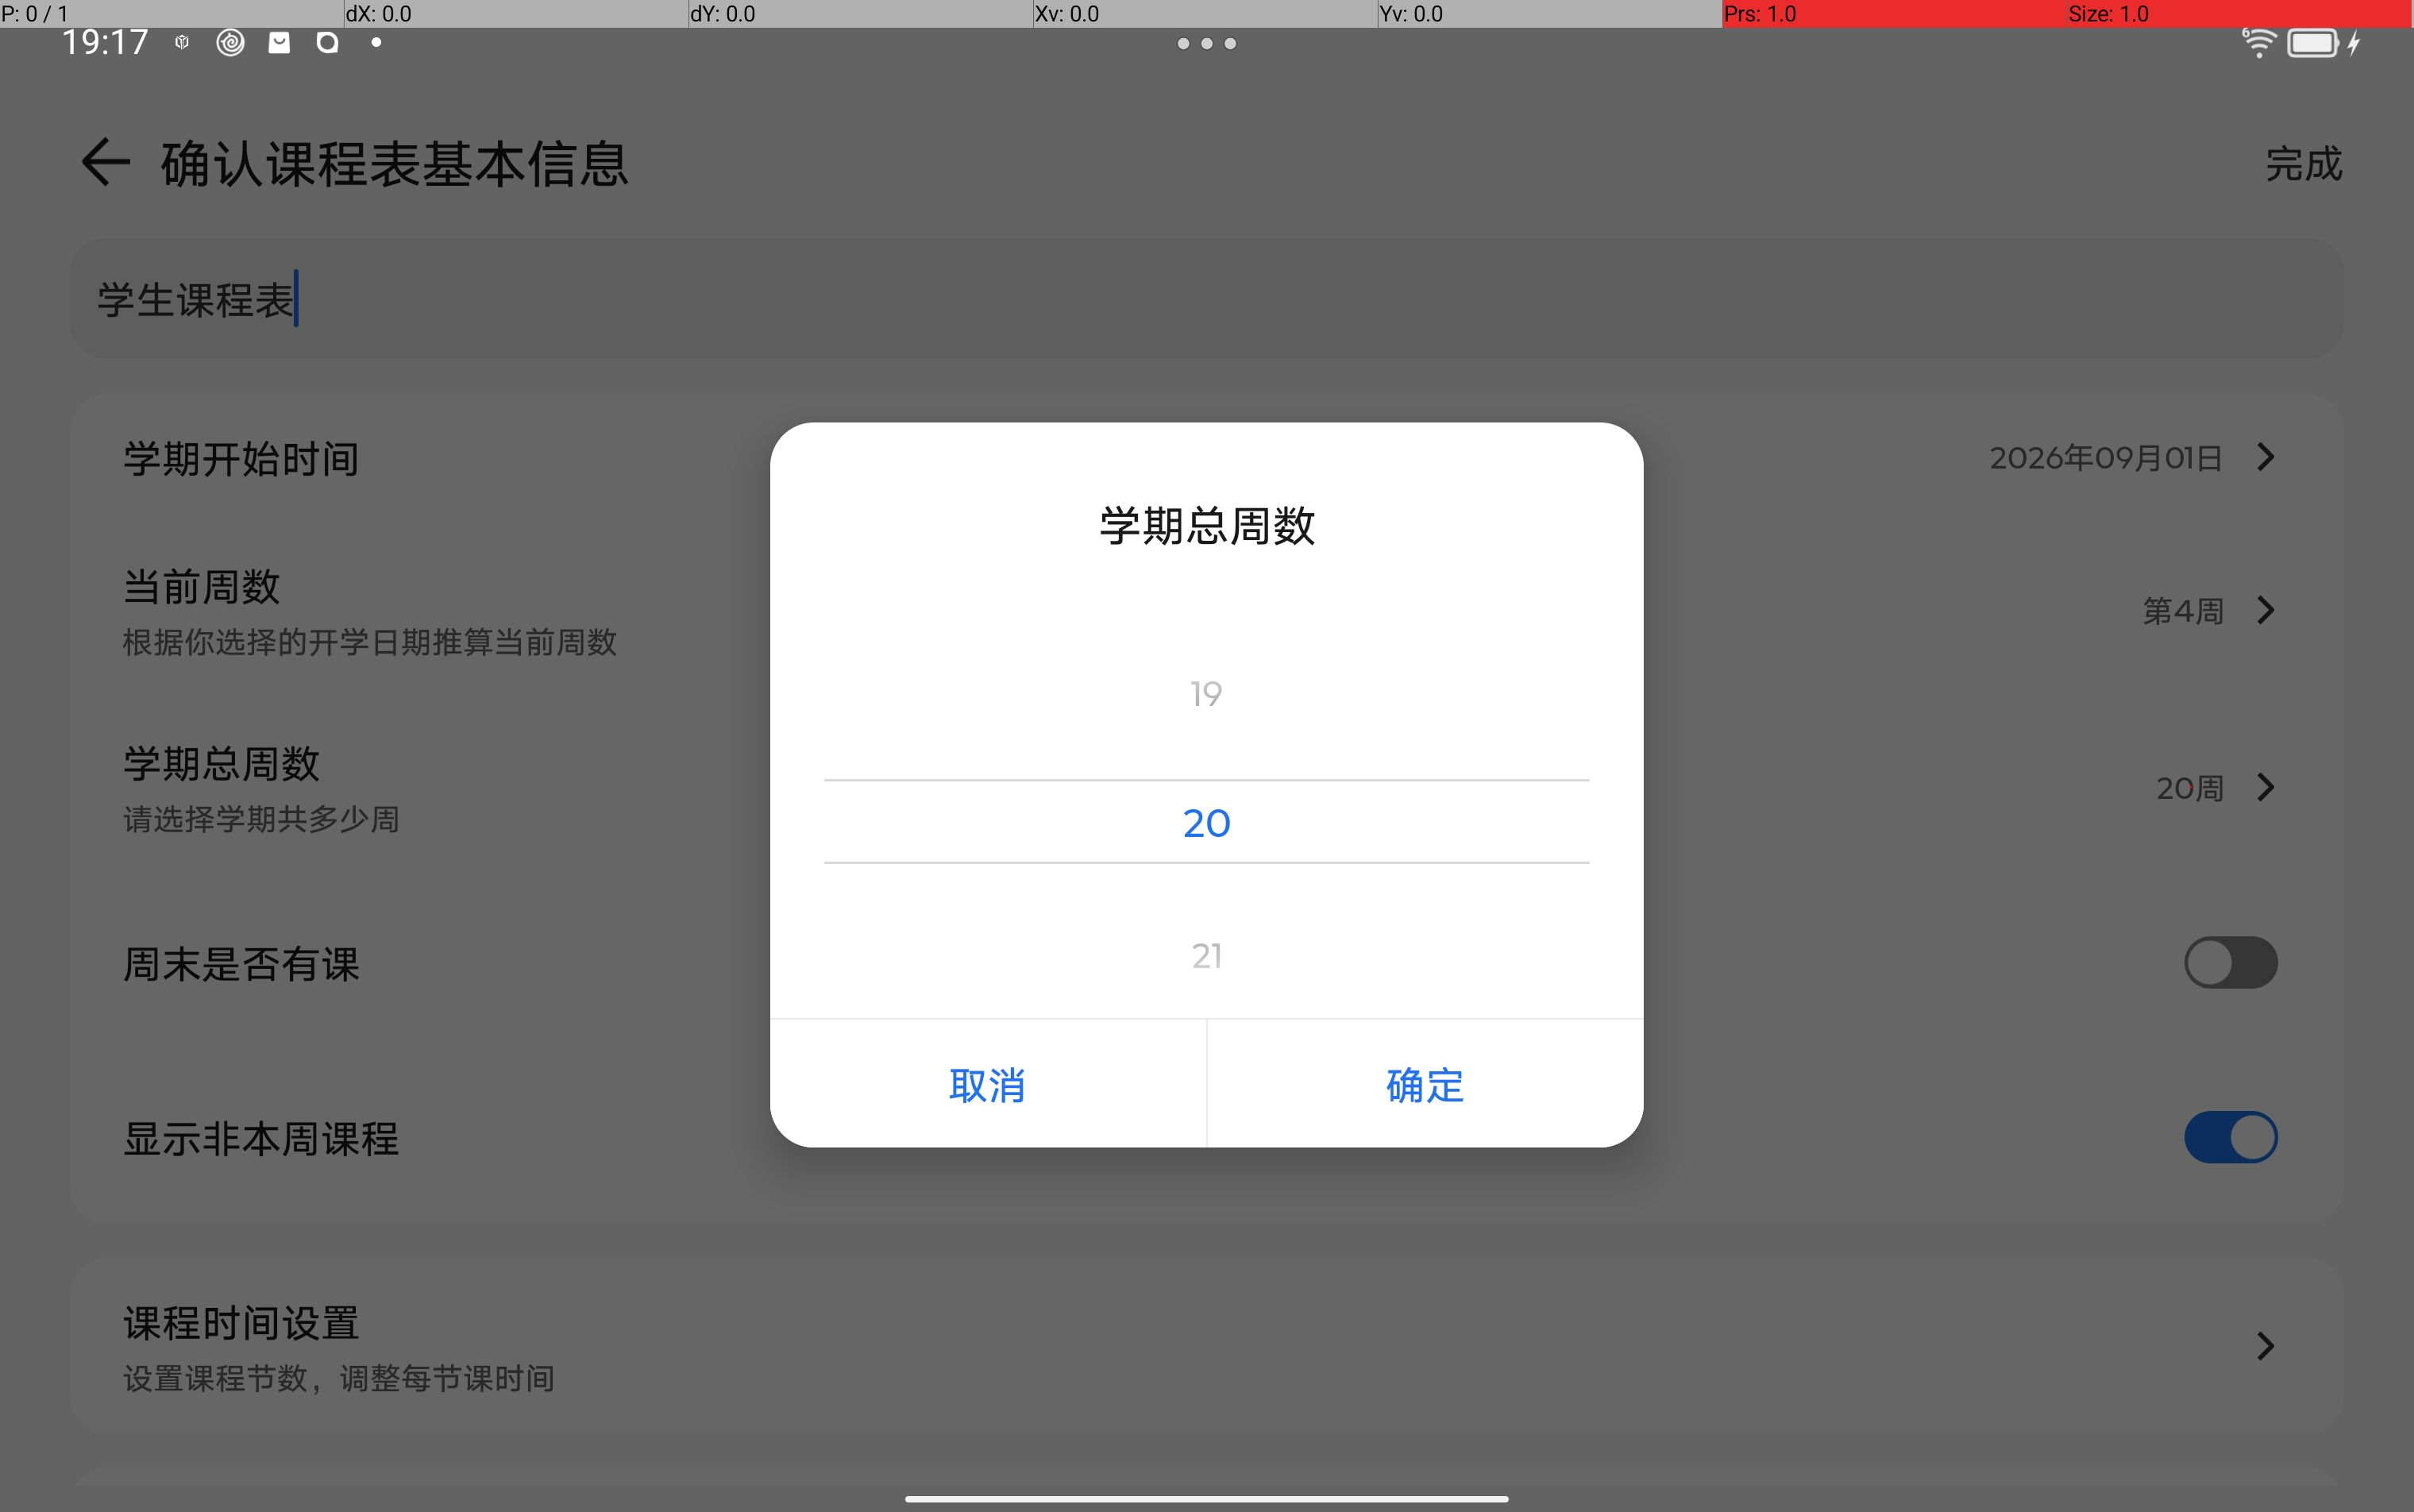 P: 0 / 1 dX: 0.0 dY: 0.0 Xv: 0.0 Yv: 0.0 Prs: 1.0 Size: 1.0
19:17 6
确认课程表基本信息 完成
学生课程表
学期开始时间 2026年09月01日
当前周数 第4周
根据你选择的开学日期推算当前周数
学期总周数 20周
请选择学期共多少周
周末是否有课
显示非本周课程
课程时间设置
设置课程节数，调整每节课时间
学期总周数
19
20
21
取消 确定